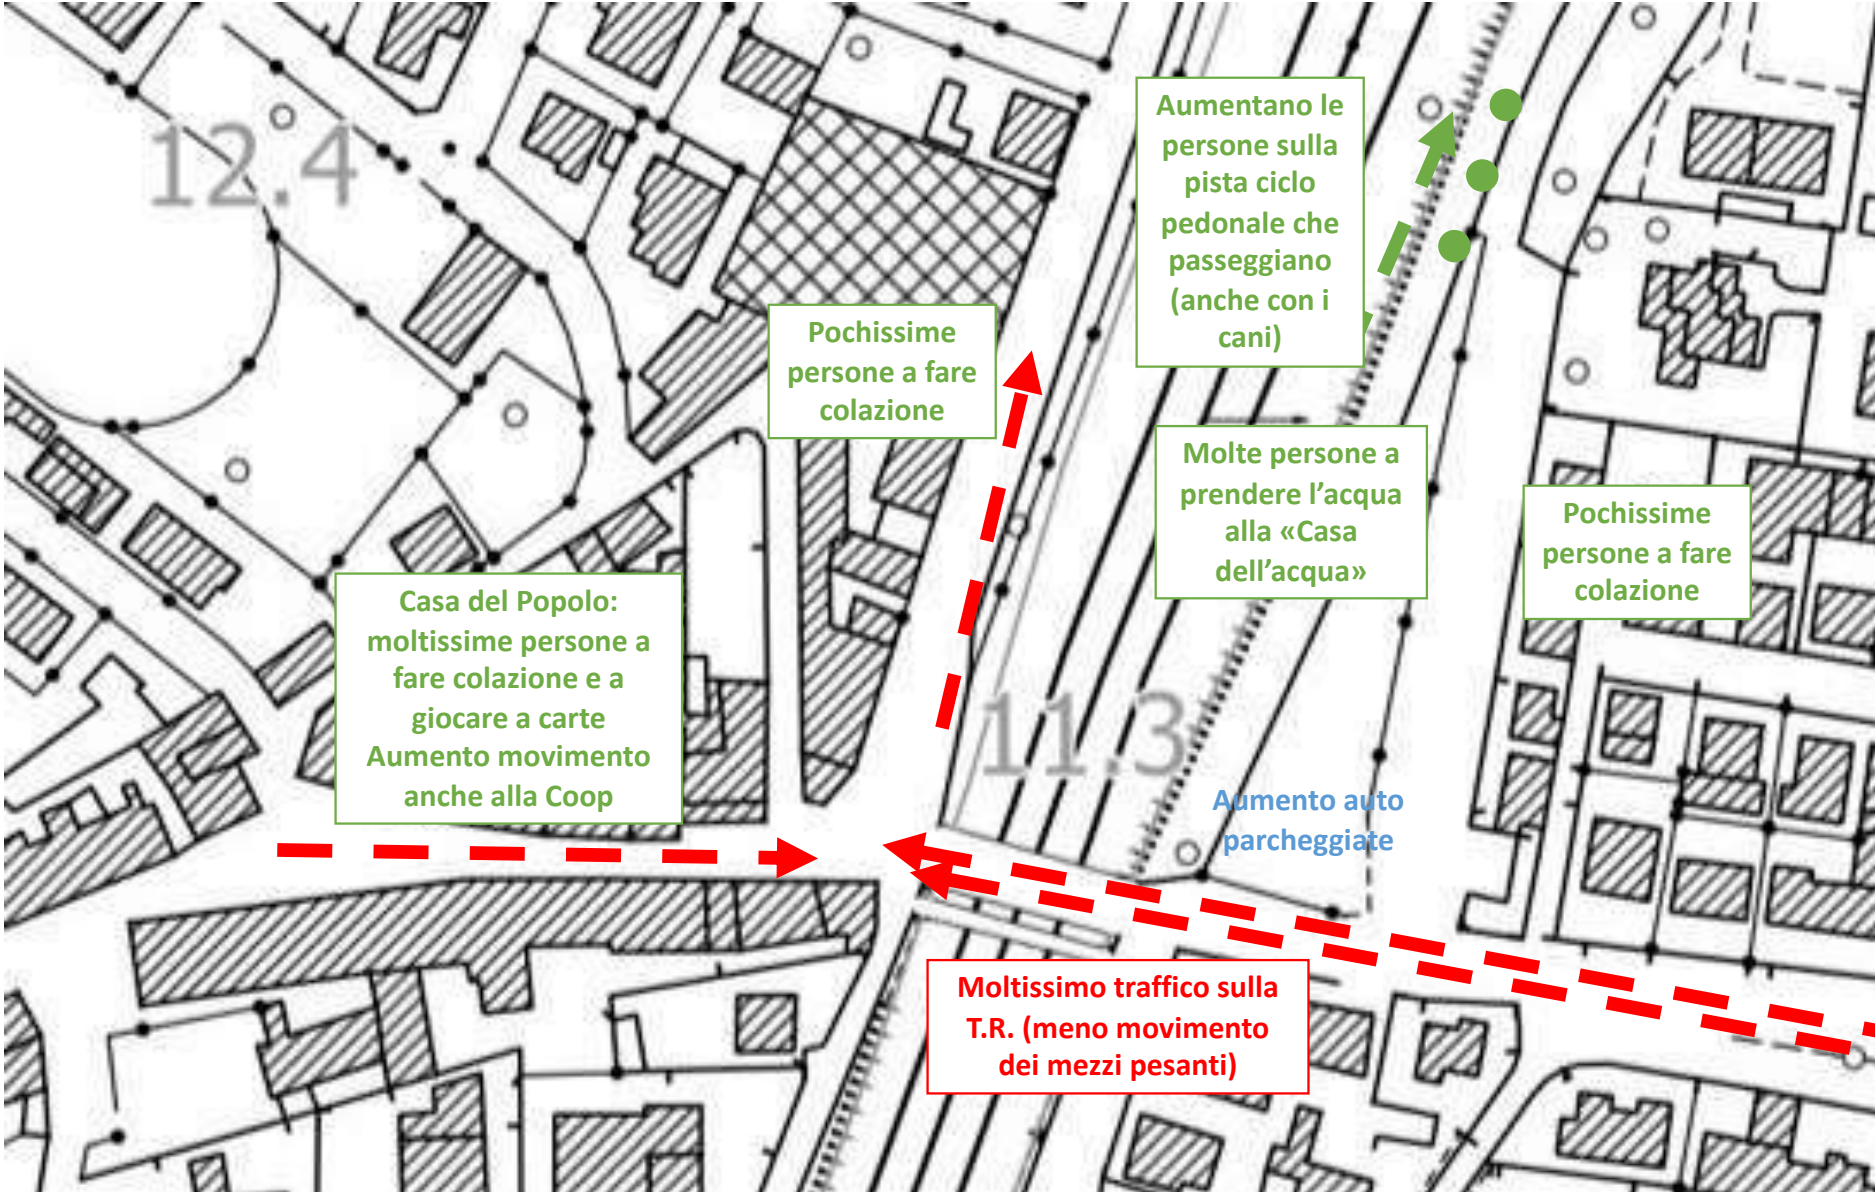 12.4
Aumentano le
persone sulla
pista ciclo
pedonale che
passeggiano
(anche con i
cani)
Pochissime
persone a fare
colazione
Molte persone a
prendere l’acqua
alla «Casa
dell’acqua»
Pochissime
persone a fare
colazione
Casa del Popolo:
moltissime persone a
fare colazione e a
giocare a carte
Aumento movimento
anche alla Coop
11.3
Aumento auto
parcheggiate
Moltissimo traffico sulla
T.R. (meno movimento
dei mezzi pesanti)